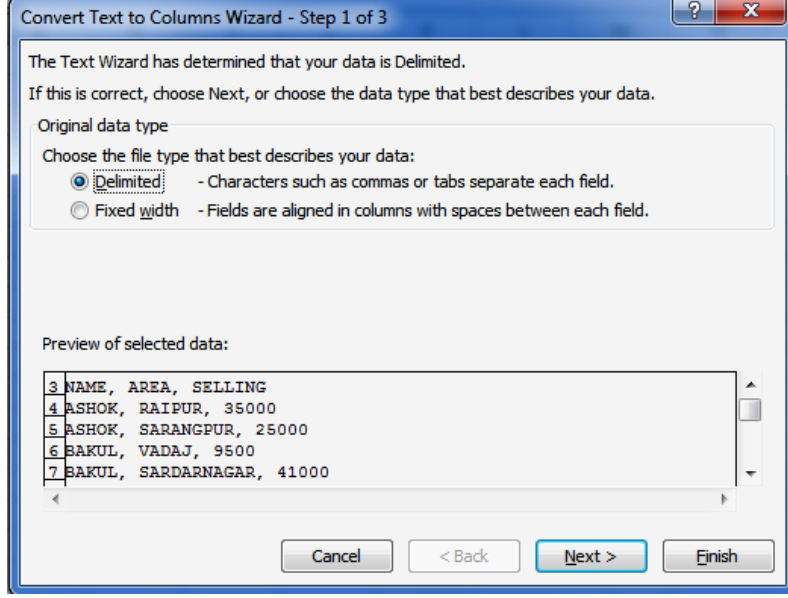 Convert Text to Columns Wizard - Step 1 of 3
?
The Text Wizard has determined that your data is Delimited.
If this is correct, choose Next, or choose the data type that best describes your data.
Original data type
Choose the file type that best describes your data:
Delimited - Characters such as commas or tabs separate each field.
Fixed width - Fields are aligned in columns with spaces between each field.
Preview of selected data:
3 NAME, AREA, SELLING
4 ASHOK, RAIPUR, 35000
5 ASHOK, SARANGPUR, 25000
6 BAKUL, VADAJ, 9500
7 BAKUL, SARDARNAGAR, 41000
Cancel < Back Next > Finish